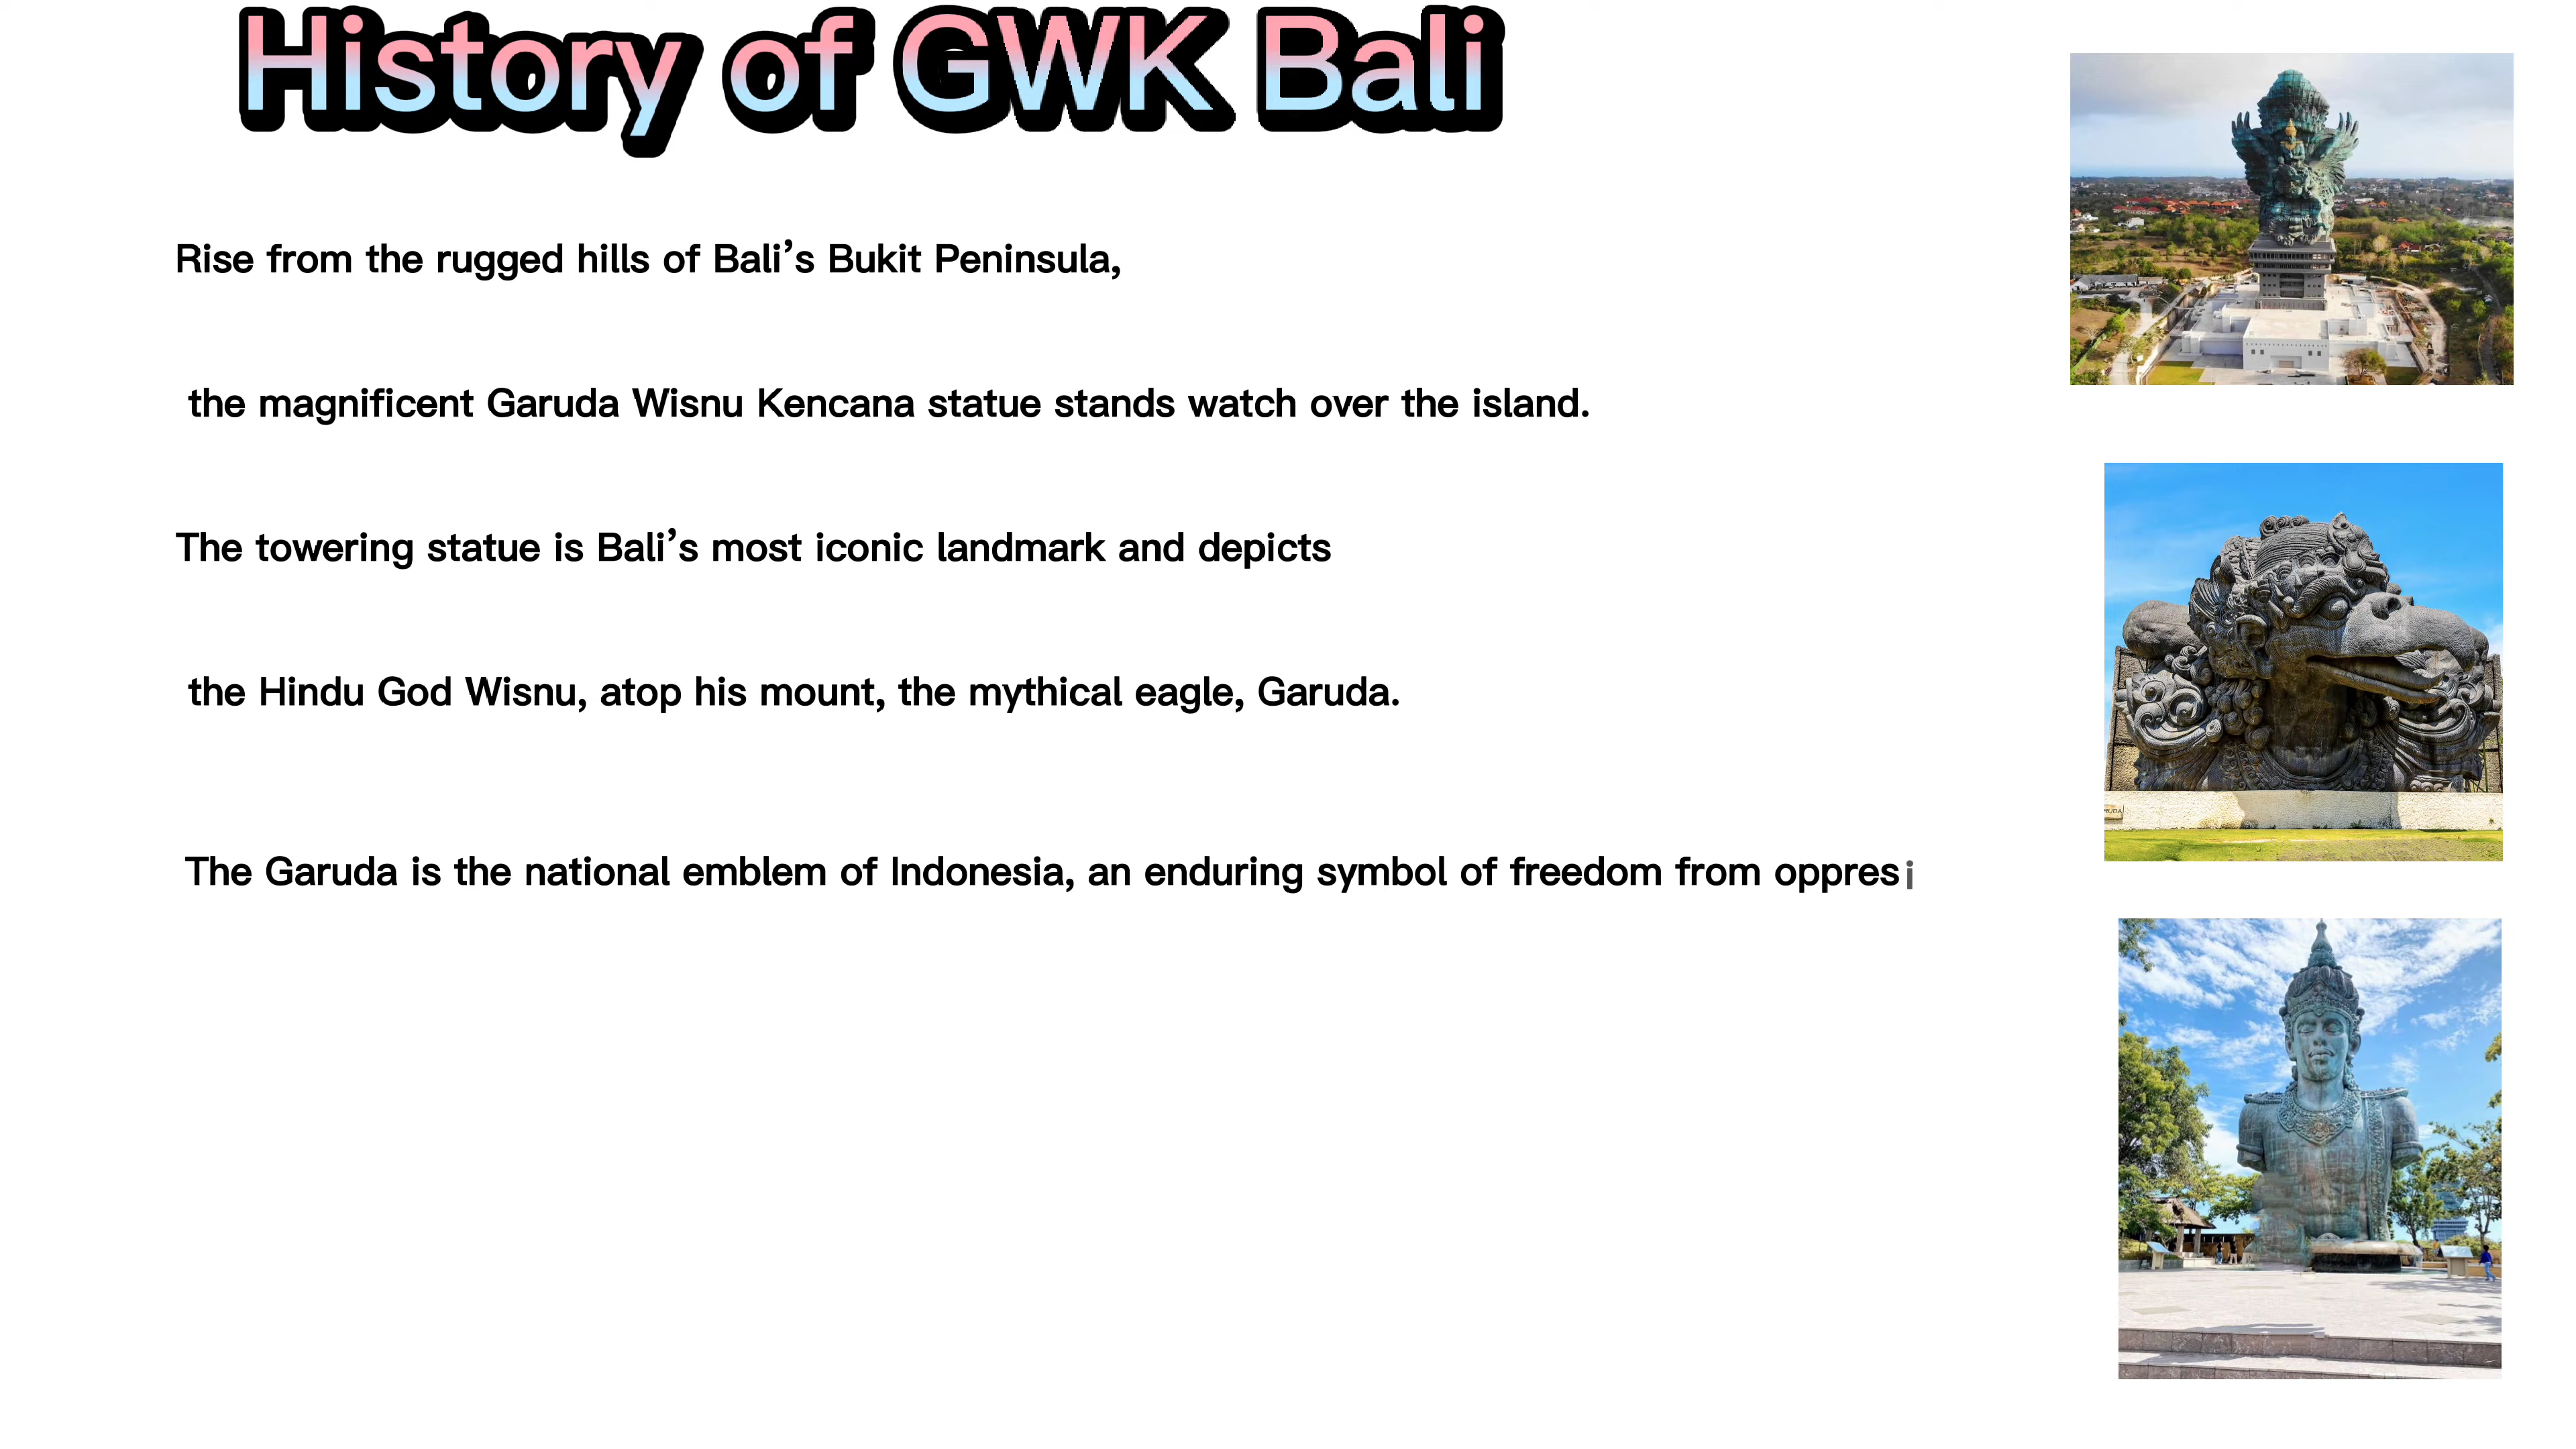 History of GWK Bali
Rise from the rugged hills of Bali’s Bukit Peninsula,
the magnificent Garuda Wisnu Kencana statue stands watch over the island.
The towering statue is Bali’s most iconic landmark and depicts
the Hindu God Wisnu, atop his mount, the mythical eagle, Garuda.
The Garuda is the national emblem of Indonesia, an enduring symbol of freedom from oppresi